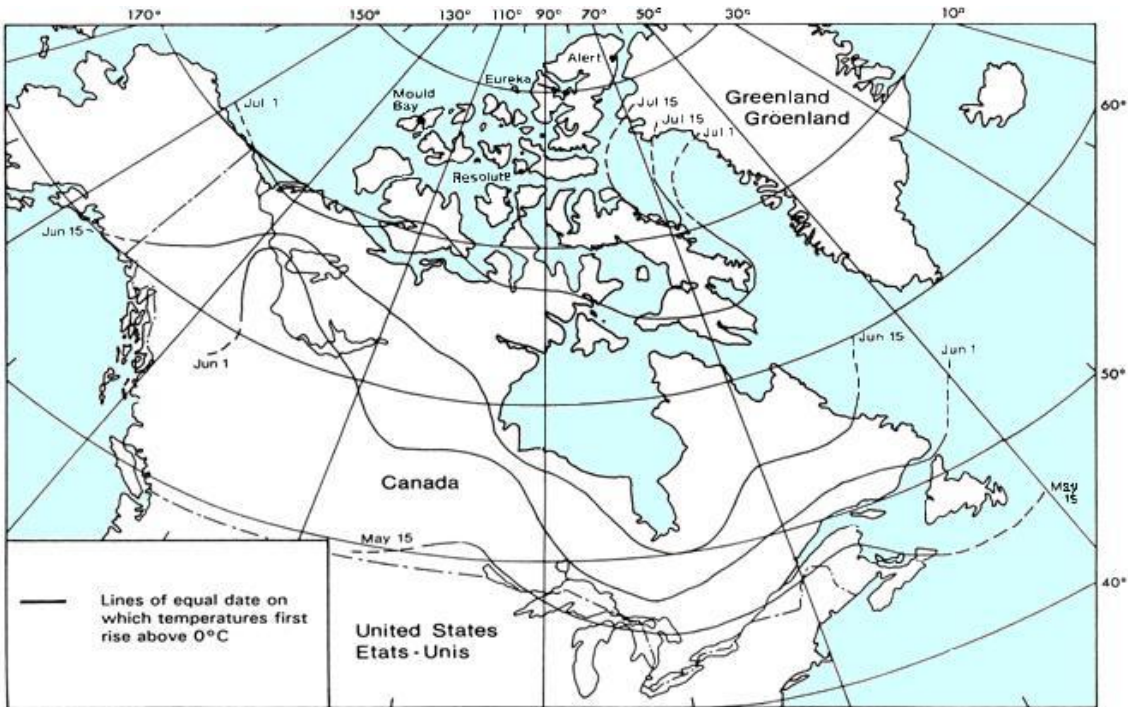 170°
150°
130°
110°
90°
70°
50°
30°
10°
Alert
Eureka
Mould
Bay
Resolute
Jul 1
Jul 15
Jul 15
Jul 1
Greenland
Gröenland
60°
Jun 15
Jun 1
Jun 15
Jun 1
50°
Canada
May
15
May 15
40°
Lines of equal date on
which temperatures first
rise above 0°C
United States
Etats-Unis